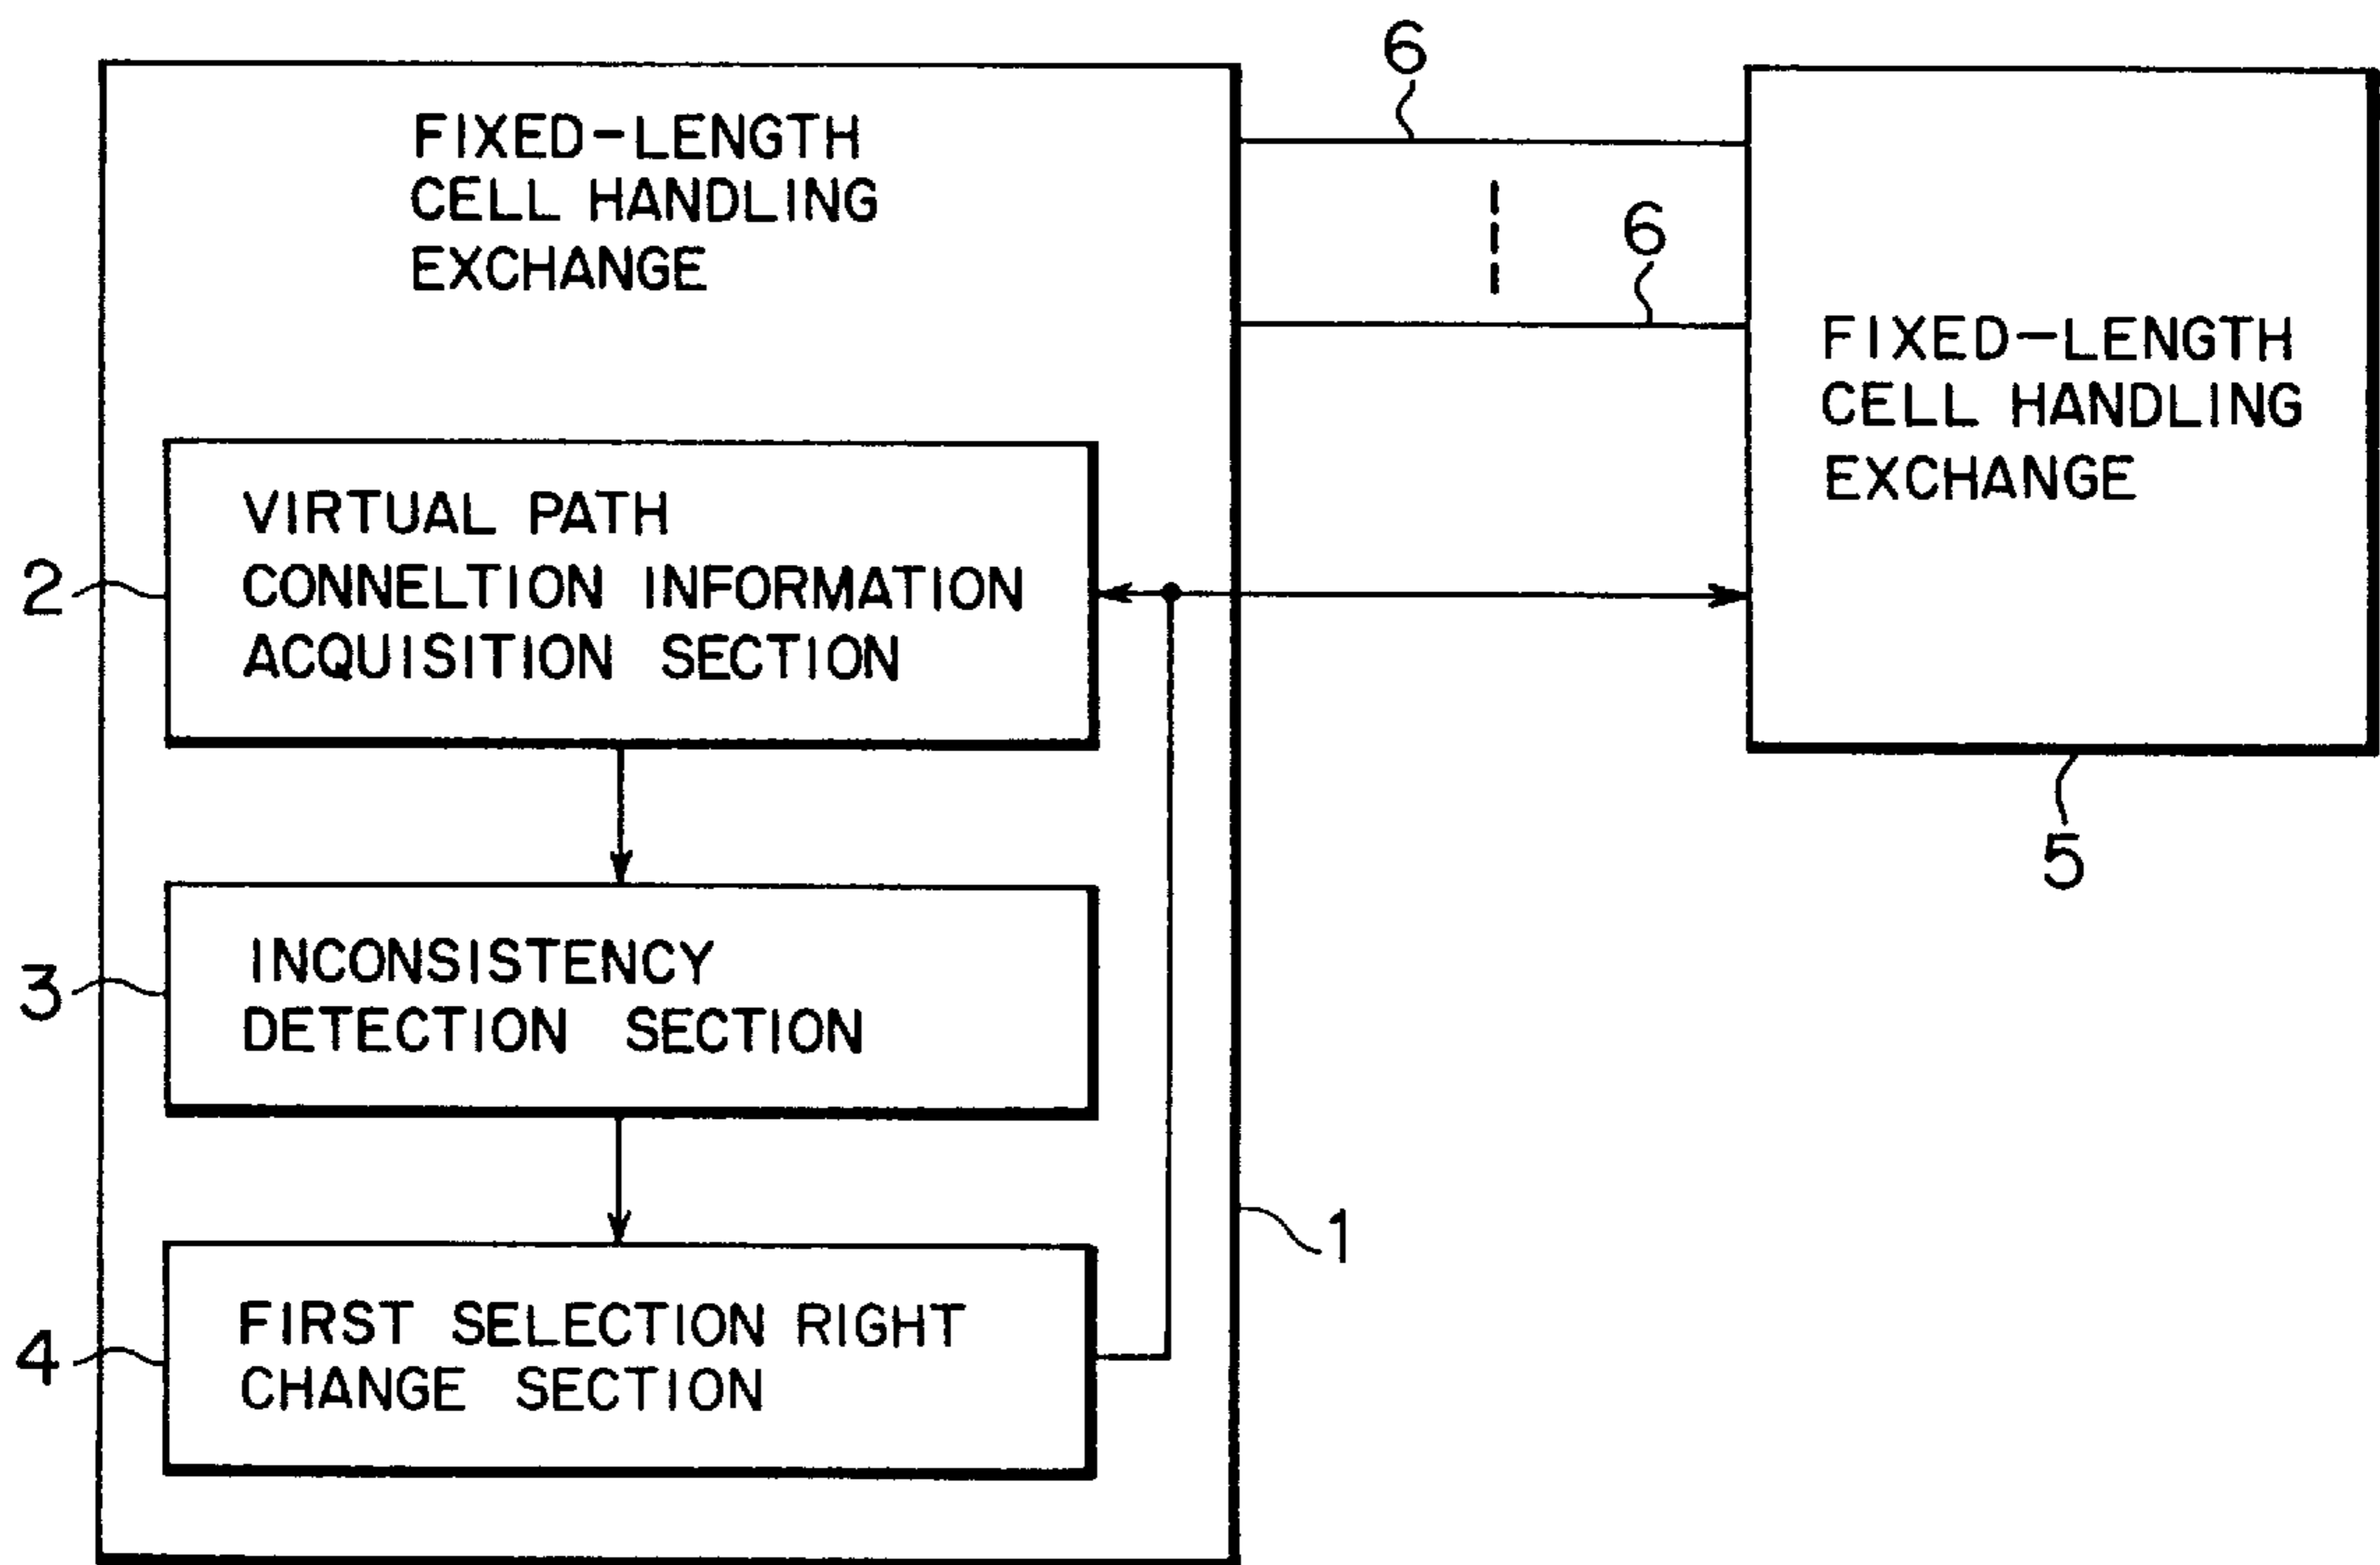 6
FIXED-LENGTH
CELL HANDLING
EXCHANGE
6
FIXED-LENGTH
CELL HANDLING
EXCHANGE
VIRTUAL PATH
CONNELTION INFORMATION
ACQUISITION SECTION
2
5
INCONSISTENCY
DETECTION SECTION
3
1
FIRST SELECTION RIGHT
CHANGE SECTION
4